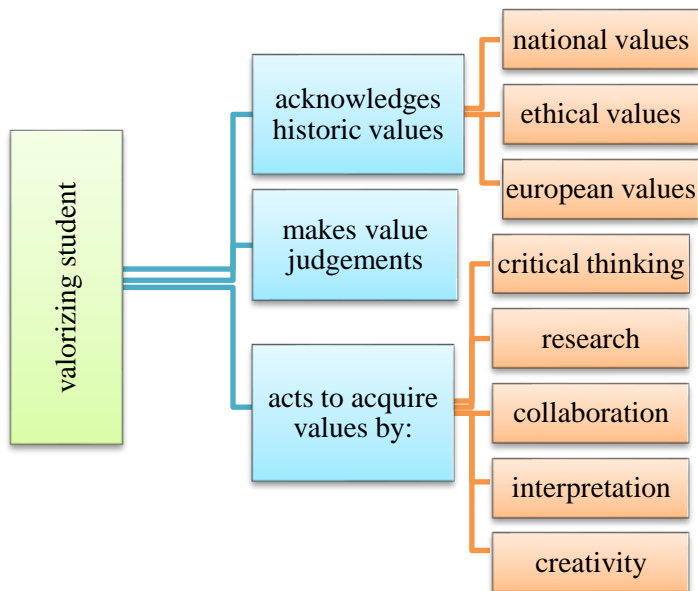 valorizing student
acknowledges
historic values
national values
ethical values
european values
makes value
judgements
acts to acquire
values by:
critical thinking
research
collaboration
interpretation
creativity